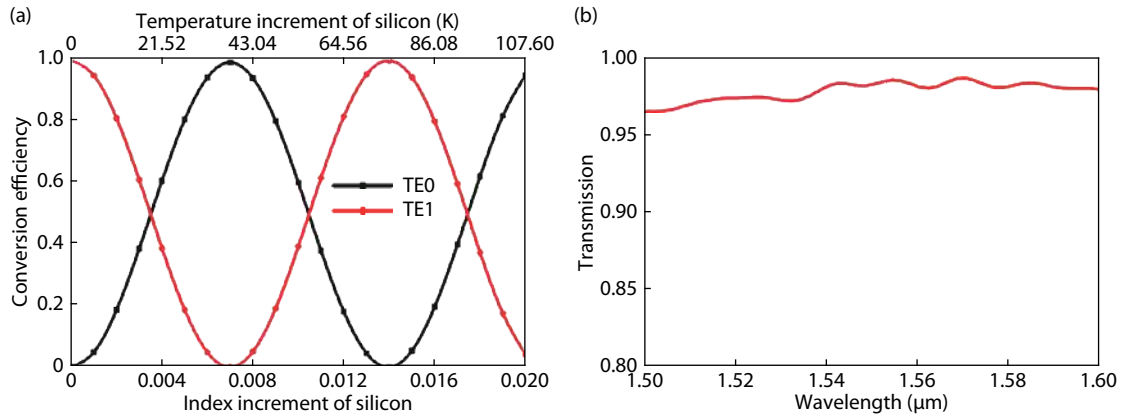 (a)
Temperature increment of silicon (K)
0 21.52 43.04 64.56 86.08 107.60
1.0
0.8
0.6
0.4
0.2
0
Conversion efficiency
TE0
TE1
0 0.004 0.008 0.012 0.016 0.020
Index increment of silicon
(b)
1.00
0.95
0.90
0.85
0.80
Transmission
1.50 1.52 1.54 1.56 1.58 1.60
Wavelength (μm)